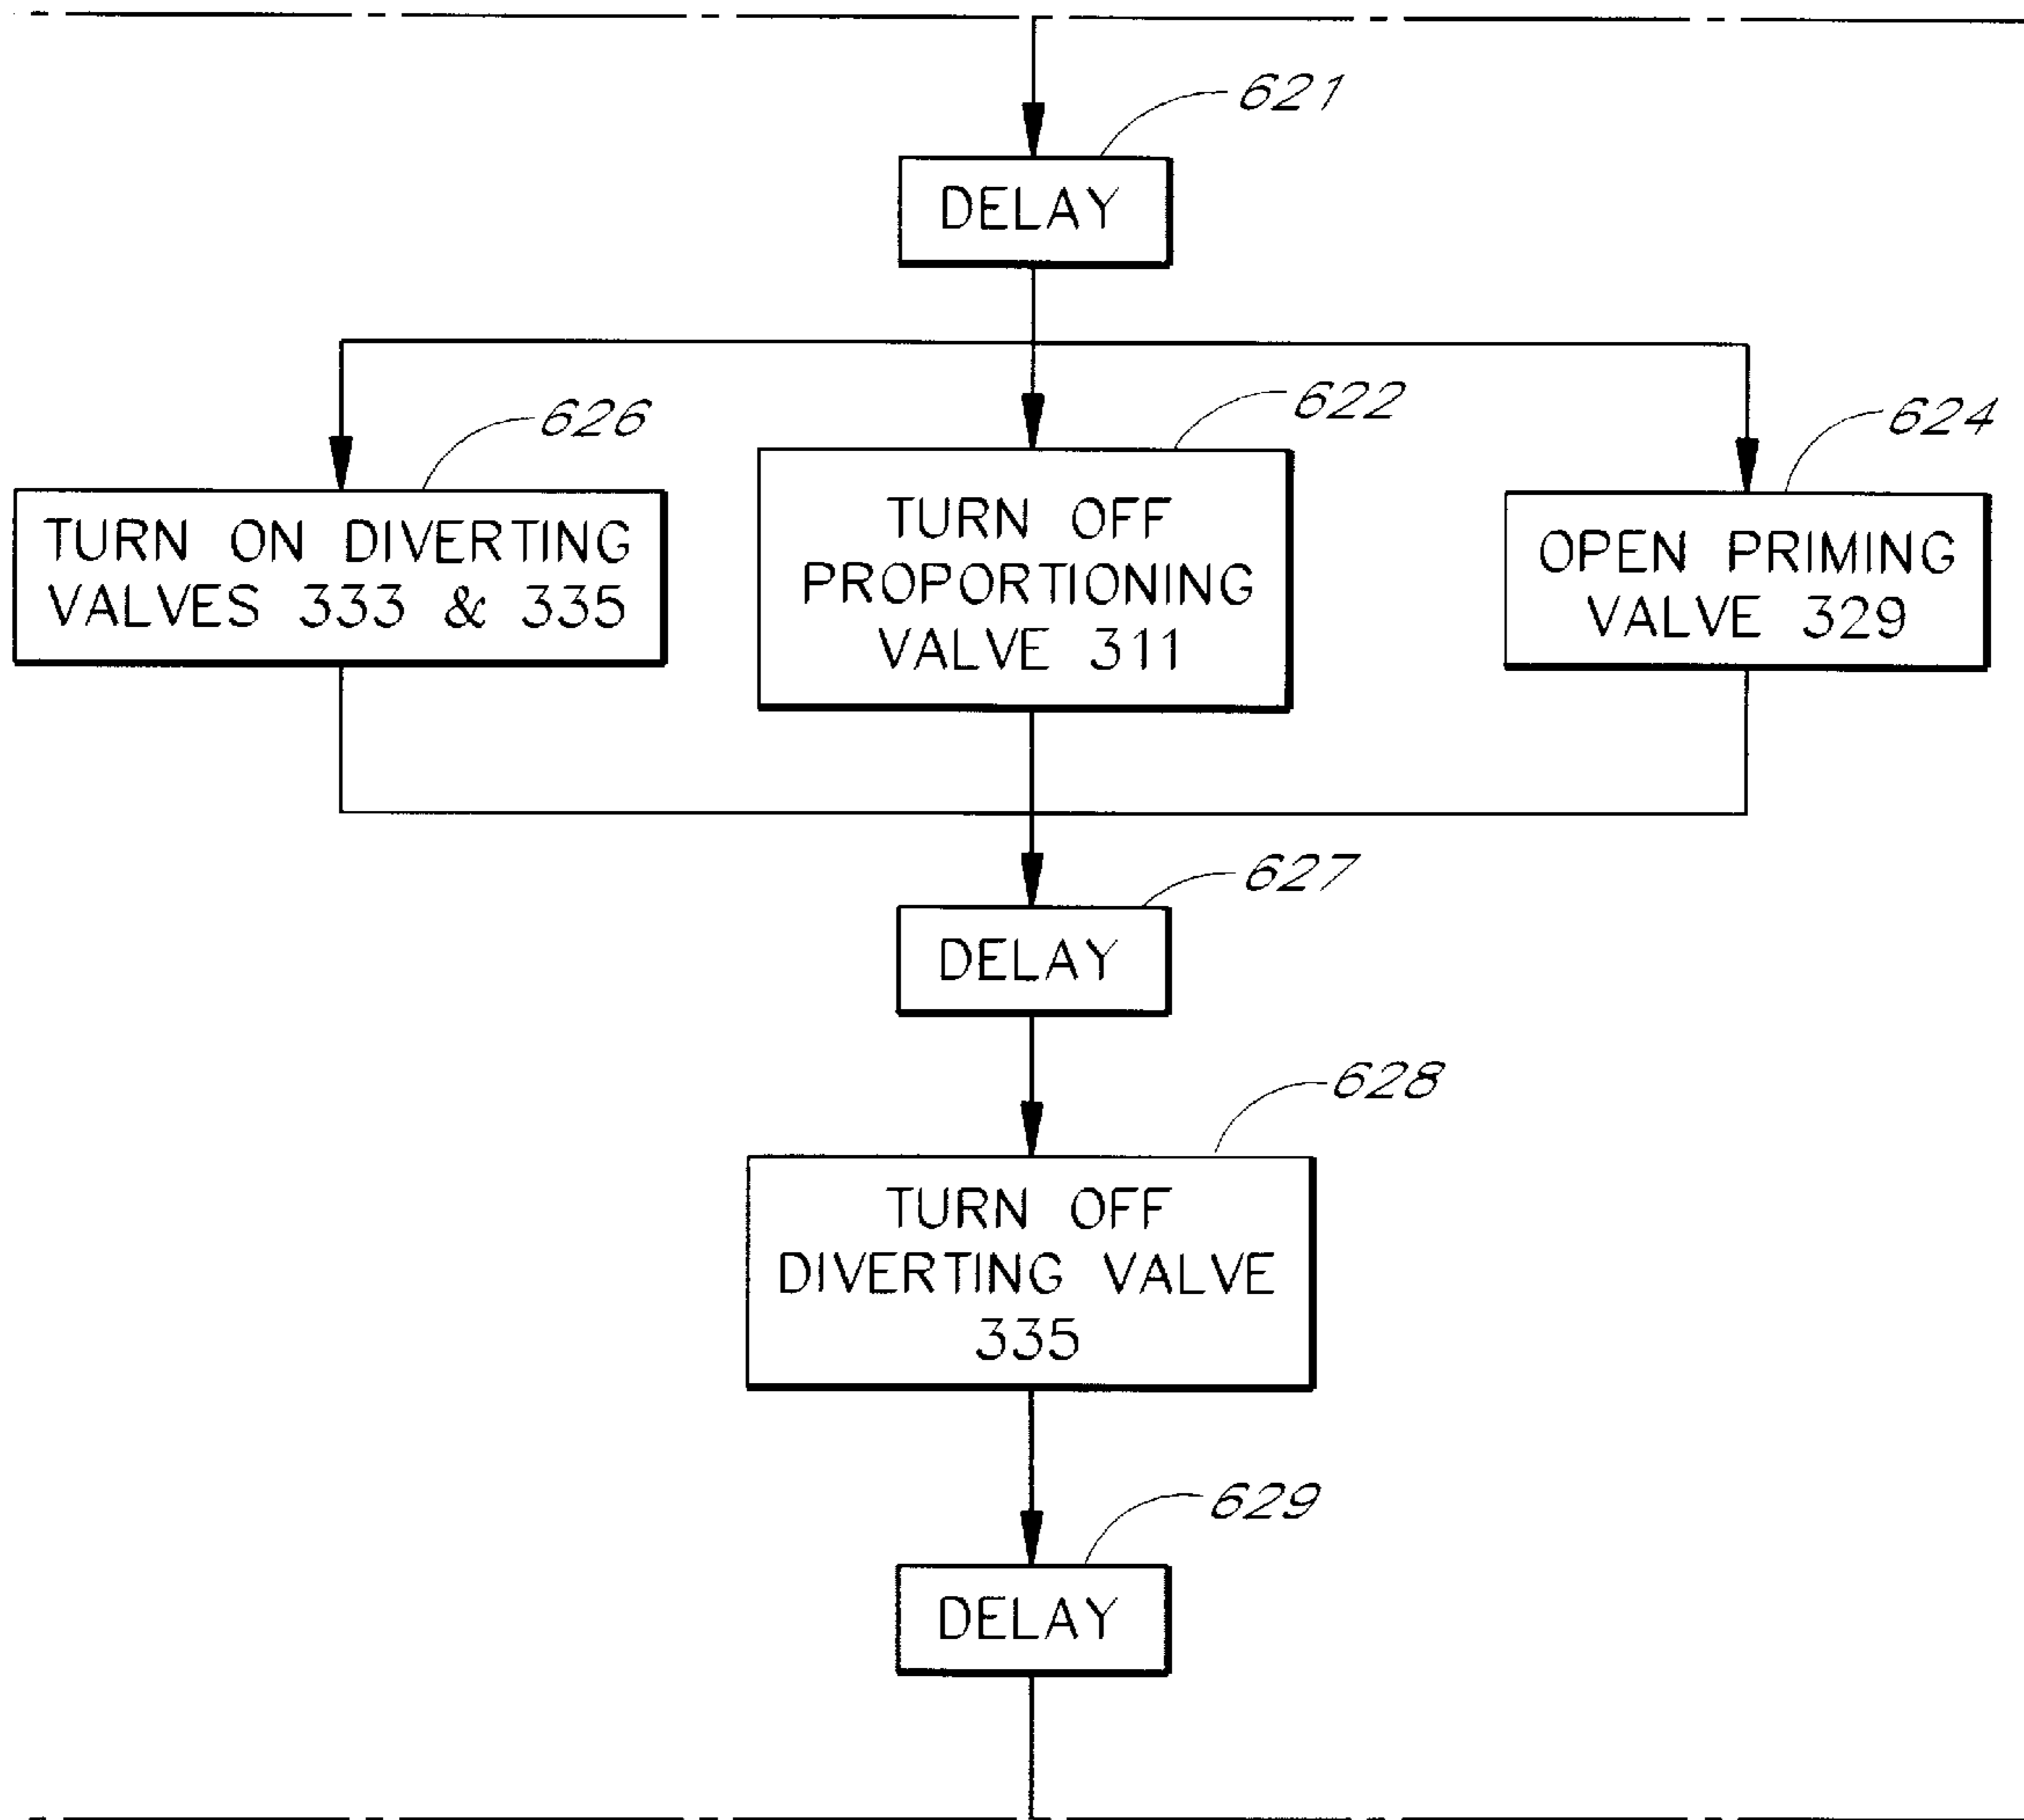 621
DELAY
626
622
624
TURN ON DIVERTING
VALVES 333 & 335
TURN OFF
PROPORTIONING
VALVE 311
OPEN PRIMING
VALVE 329
627
DELAY
628
TURN OFF
DIVERTING VALVE
335
629
DELAY